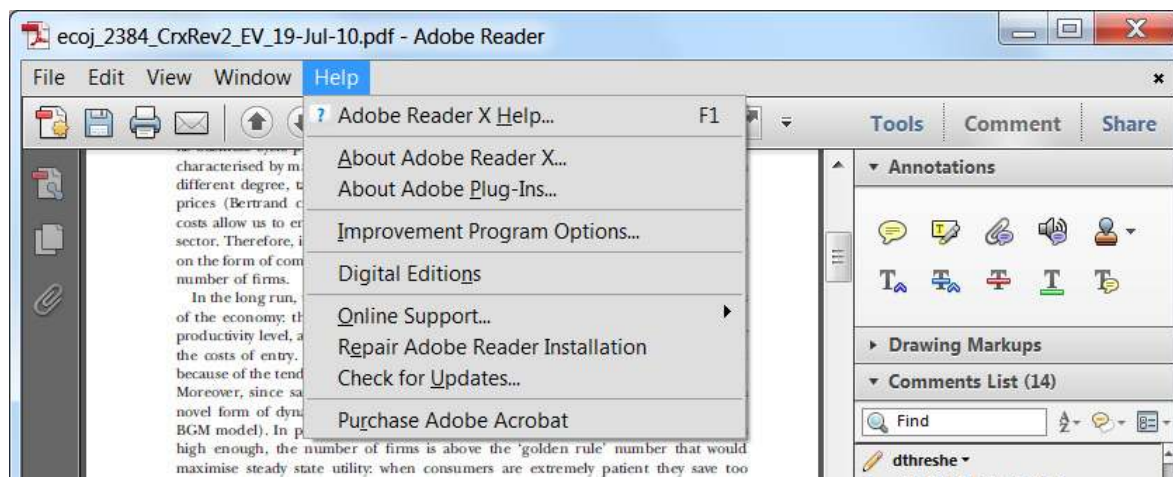 ecoj_2384_CrxRev2_EV_19-Jul-10.pdf - Adobe Reader
File Edit View Window Help
Tools Comment Share
Adobe Reader X Help... F1
About Adobe Reader X...
About Adobe Plug-Ins...
Improvement Program Options...
Digital Editions
Online Support...
Repair Adobe Reader Installation
Check for Updates...
Purchase Adobe Acrobat
characterised by m
different degree, t
prices (Bertrand c
costs allow us to er
sector. Therefore, i
on the form of com
number of firms.
In the long run,
of the economy: th
productivity level, a
the costs of entry.
because of the tend
Moreover, since sa
novel form of dyna
BGM model). In p
high enough, the number of firms is above the 'golden rule' number that would
maximise steady state utility: when consumers are extremely patient they save too
Annotations
Drawing Markups
Comments List (14)
Find
dthreshe